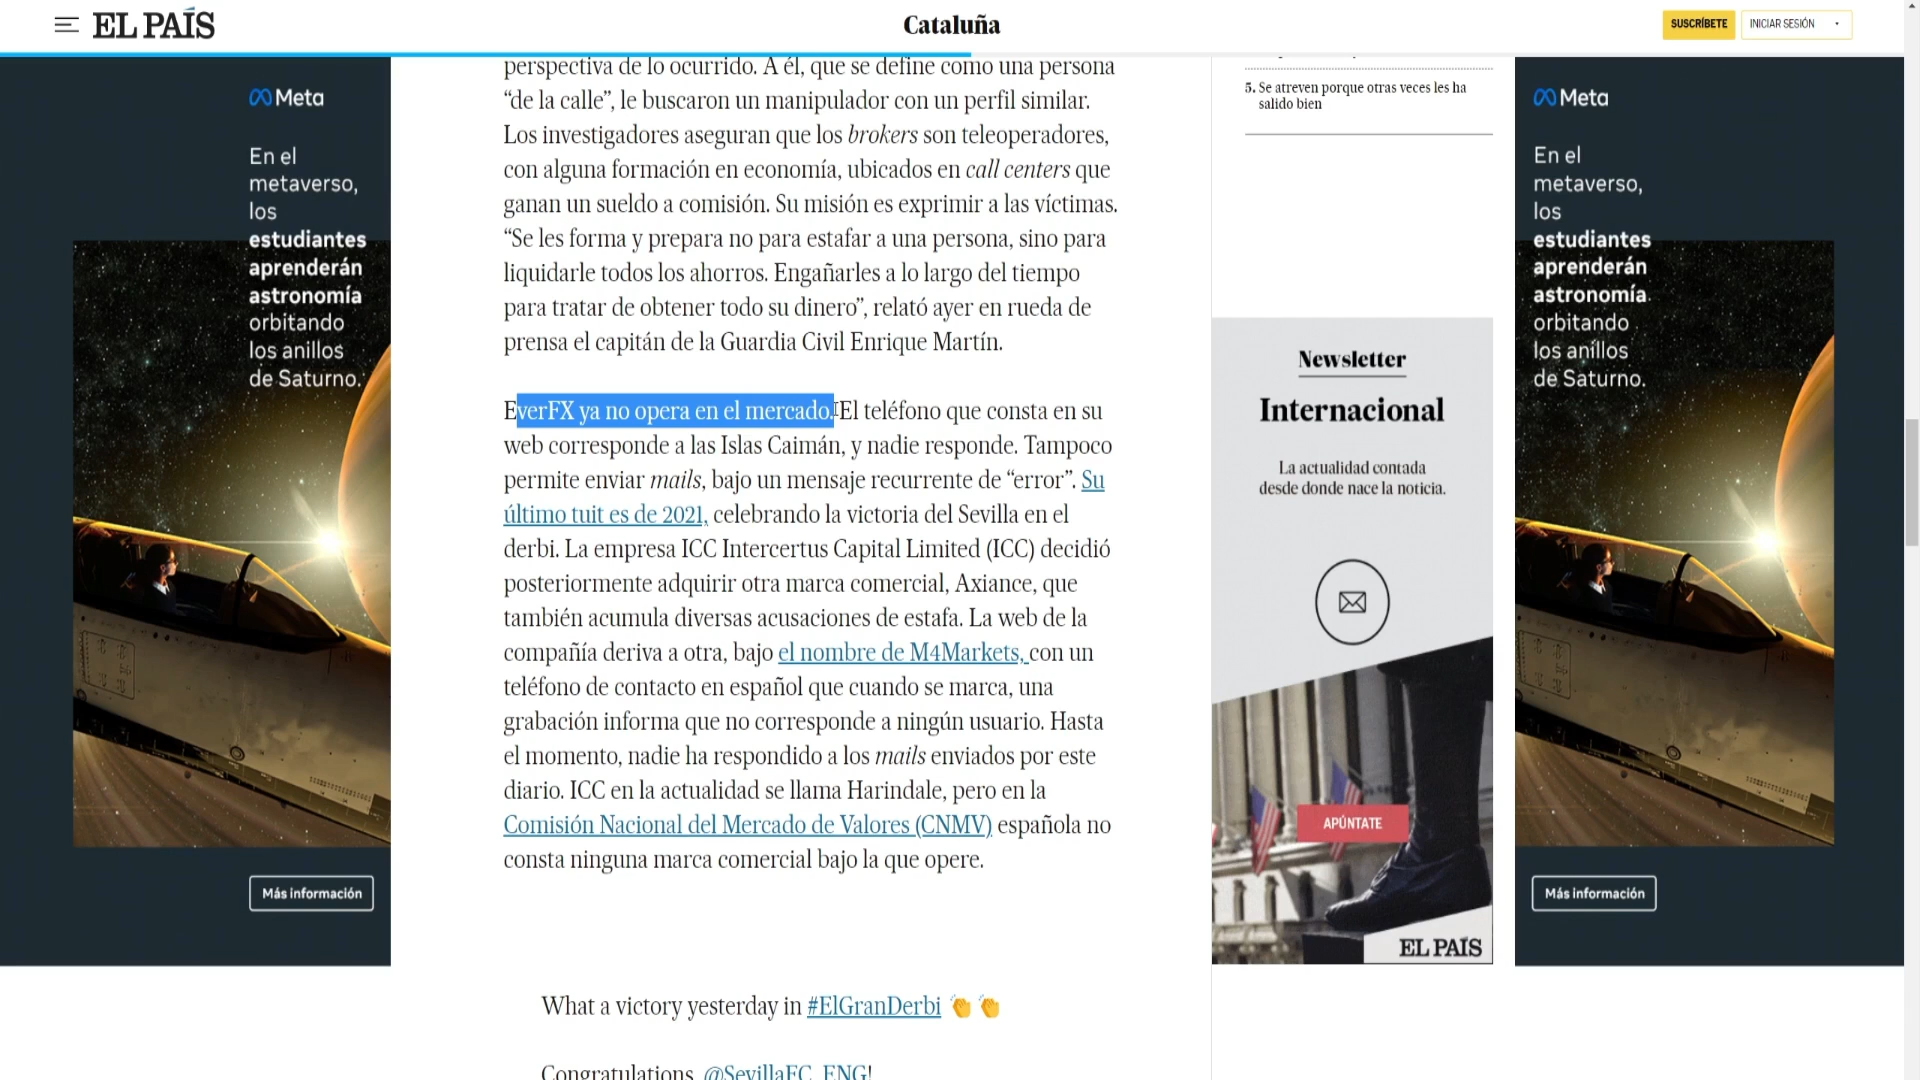 EL PAÍS
Cataluña
SUSCRÍBETE
INICIAR SESIÓN
Meta
En el
metaverso,
los
estudiantes
aprenderán
astronomía
orbitando
los anillos
de Saturno.
Más información
perspectiva de lo ocurrido. A él, que se define como una persona
“de la calle”, le buscaron un manipulador con un perfil similar.
Los investigadores aseguran que los brokers son teleoperadores,
con alguna formación en economía, ubicados en call centers que
ganan un sueldo a comisión. Su misión es exprimir a las víctimas.
“Se les forma y prepara no para estafar a una persona, sino para
liquidarle todos los ahorros. Engañarles a lo largo del tiempo
para tratar de obtener todo su dinero”, relató ayer en rueda de
prensa el capitán de la Guardia Civil Enrique Martín.
EverFX ya no opera en el mercado. El teléfono que consta en su
web corresponde a las Islas Caimán, y nadie responde. Tampoco
permite enviar mails, bajo un mensaje recurrente de “error”. Su
último tuit es de 2021, celebrando la victoria del Sevilla en el
derbi. La empresa ICC Intercertus Capital Limited (ICC) decidió
posteriormente adquirir otra marca comercial, Axiance, que
también acumula diversas acusaciones de estafa. La web de la
compañía deriva a otra, bajo el nombre de M4Markets, con un
teléfono de contacto en español que cuando se marca, una
grabación informa que no corresponde a ningún usuario. Hasta
el momento, nadie ha respondido a los mails enviados por este
diario. ICC en la actualidad se llama Harindale, pero en la
Comisión Nacional del Mercado de Valores (CNMV) española no
consta ninguna marca comercial bajo la que opere.
What a victory yesterday in #ElGranDerbi 👏 👏
Congratulations, @SevillaFC_ENG!
5. Se atreven porque otras veces les ha
salido bien
Newsletter
Internacional
La actualidad contada
desde donde nace la noticia.
APÚNTATE
EL PAÍS
Meta
En el
metaverso,
los
estudiantes
aprenderán
astronomía
orbitando
los anillos
de Saturno.
Más información